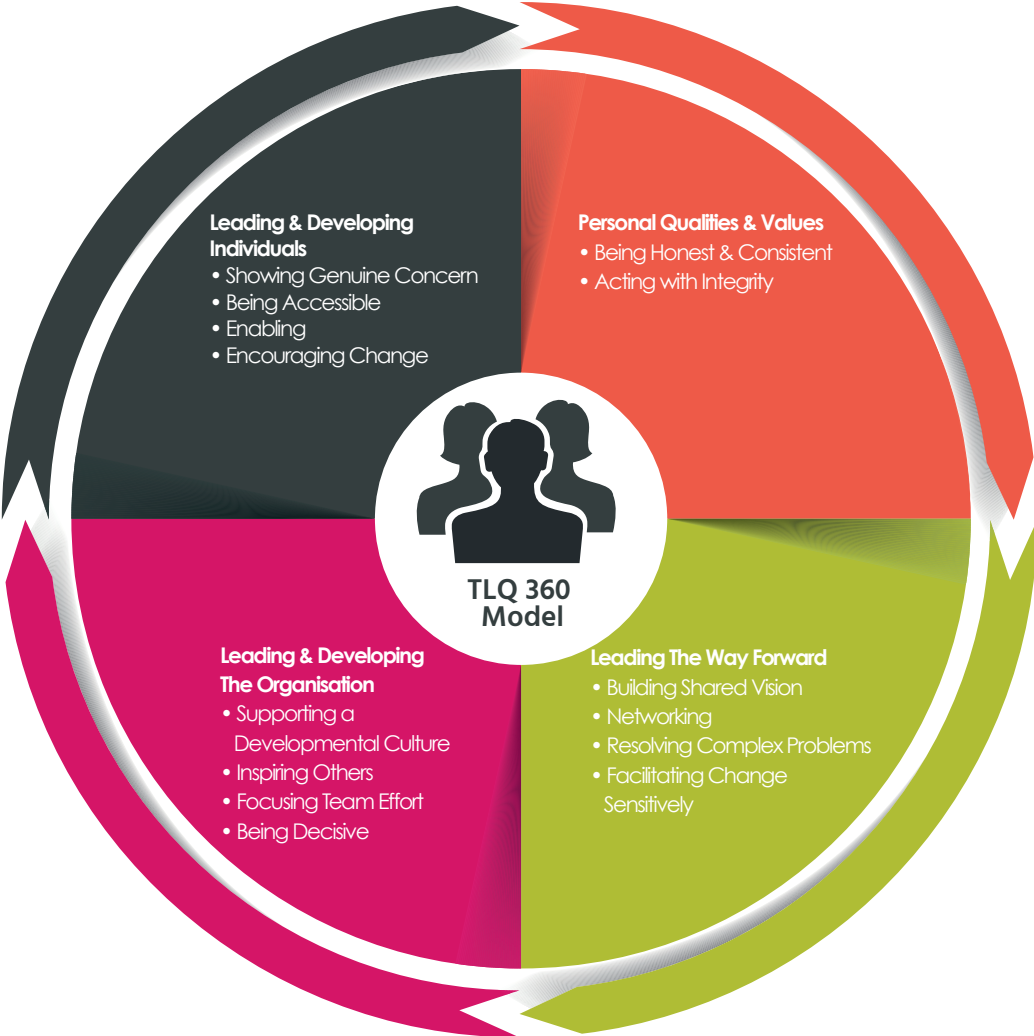 Leading & Developing
Individuals
• Showing Genuine Concern
• Being Accessible
• Enabling
• Encouraging Change
Personal Qualities & Values
• Being Honest & Consistent
• Acting with Integrity
TLQ 360
Model
Leading & Developing
The Organisation
• Supporting a
Developmental Culture
• Inspiring Others
• Focusing Team Effort
• Being Decisive
Leading The Way Forward
• Building Shared Vision
• Networking
• Resolving Complex Problems
• Facilitating Change
Sensitively